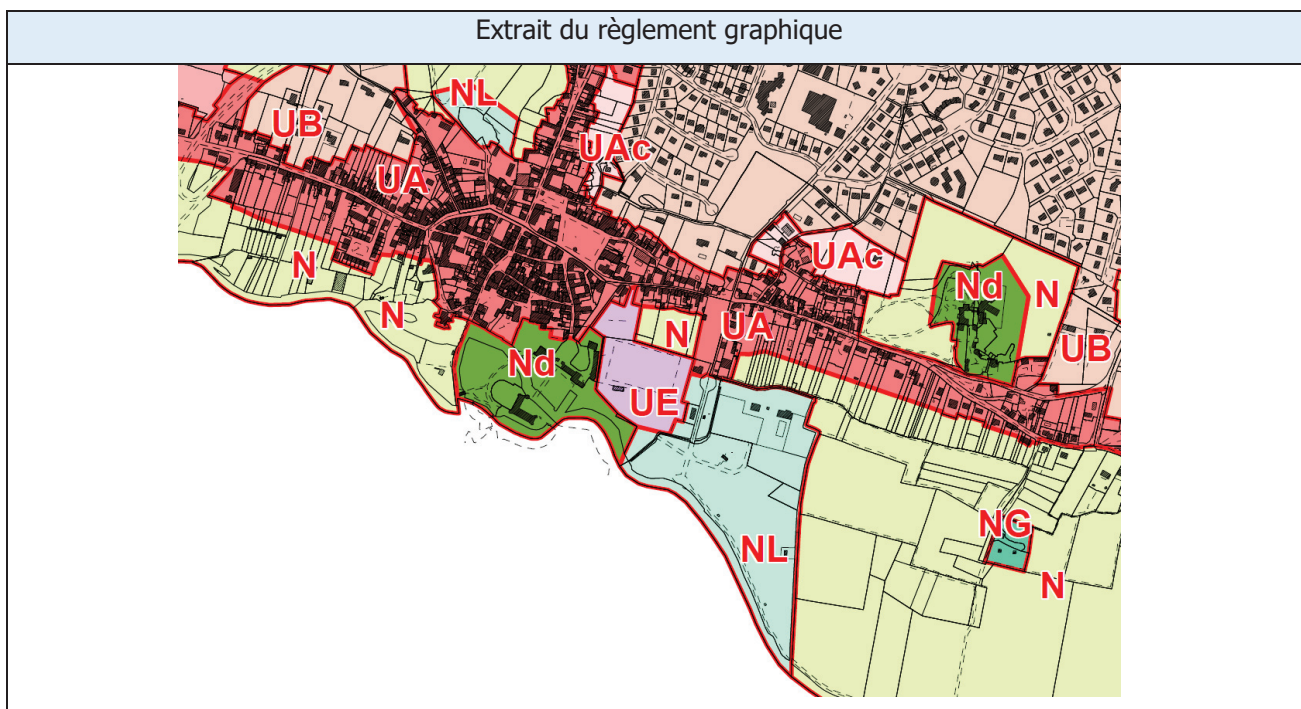 Extrait du règlement graphique
NL
UB
UAc
UA
UAc
N
Nd
N
N
N
UA
UB
Nd
UE
NG
NL
N